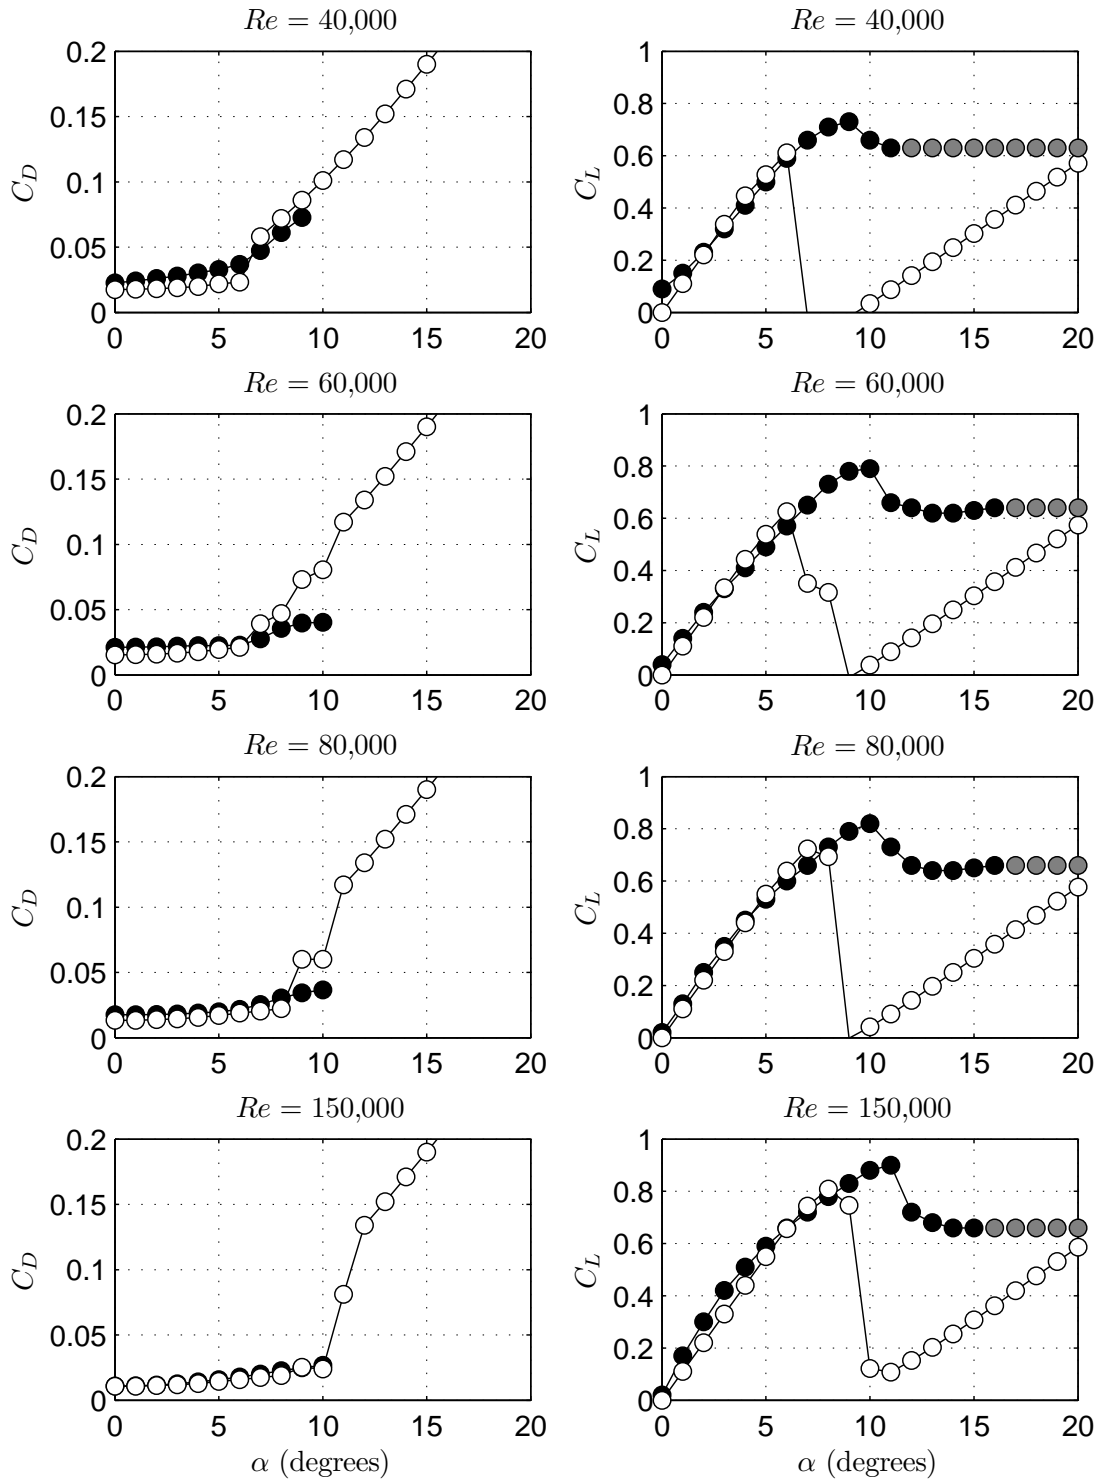 Re = 40,000
C_D
0.2
0.15
0.1
0.05
0
0 5 10 15 20
Re = 40,000
C_L
1
0.8
0.6
0.4
0.2
0
0 5 10 15 20
Re = 60,000
C_D
0.2
0.15
0.1
0.05
0
0 5 10 15 20
Re = 60,000
C_L
1
0.8
0.6
0.4
0.2
0
0 5 10 15 20
Re = 80,000
C_D
0.2
0.15
0.1
0.05
0
0 5 10 15 20
Re = 80,000
C_L
1
0.8
0.6
0.4
0.2
0
0 5 10 15 20
Re = 150,000
C_D
0.2
0.15
0.1
0.05
0
0 5 10 15 20
α (degrees)
Re = 150,000
C_L
1
0.8
0.6
0.4
0.2
0
0 5 10 15 20
α (degrees)